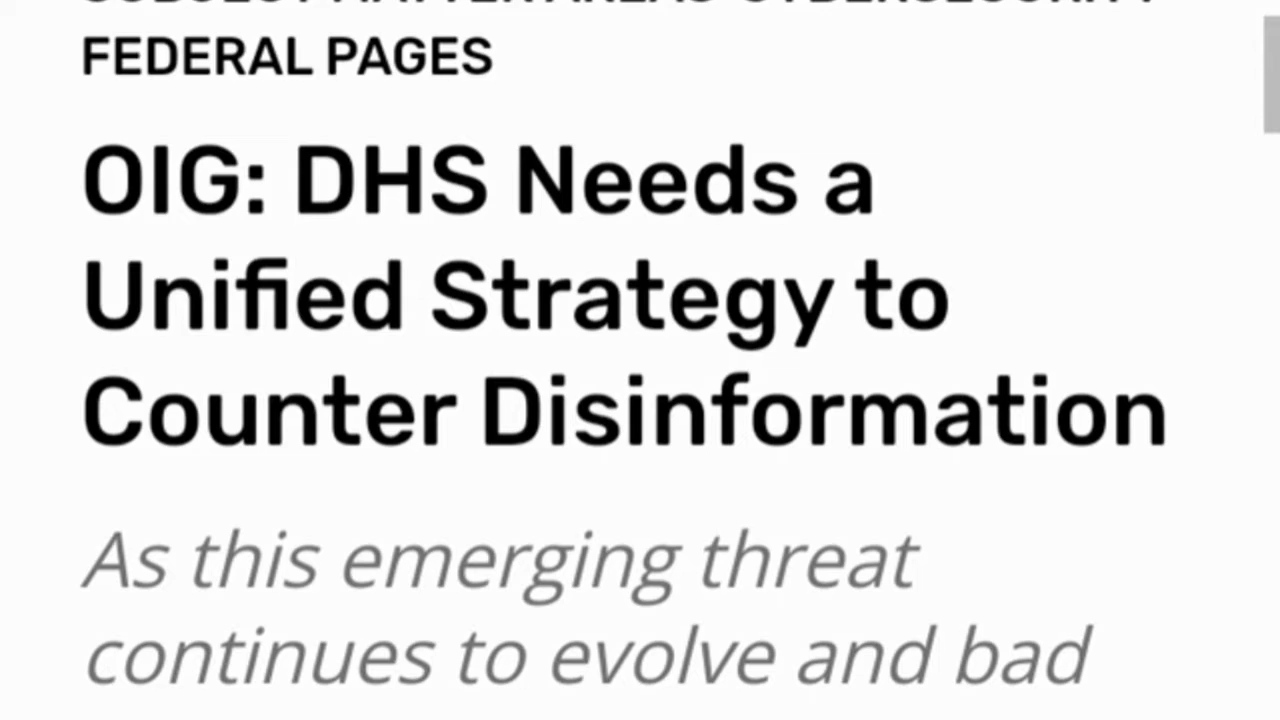 FEDERAL PAGES
OIG: DHS Needs a
Unified Strategy to
Counter Disinformation
As this emerging threat
continues to evolve and bad